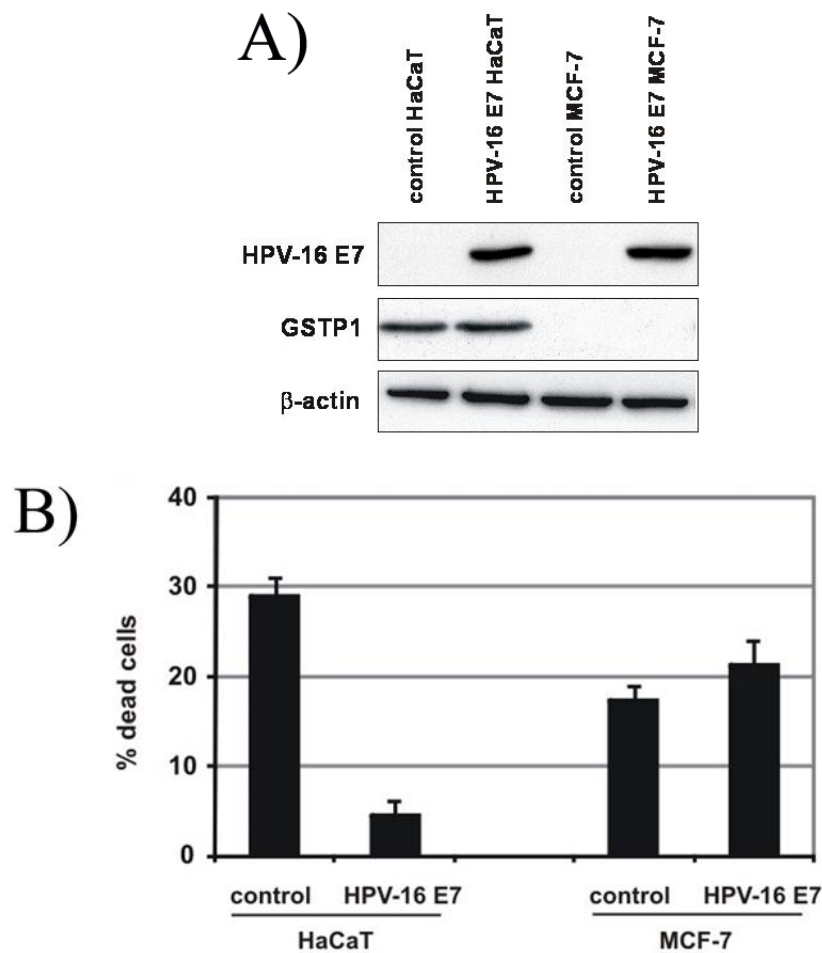 A)
control HaCaT
HPV-16 E7 HaCaT
control MCF-7
HPV-16 E7 MCF-7
HPV-16 E7
GSTP1
β-actin
B)
% dead cells
40
30
20
10
0
control HPV-16 E7 control HPV-16 E7
HaCaT MCF-7